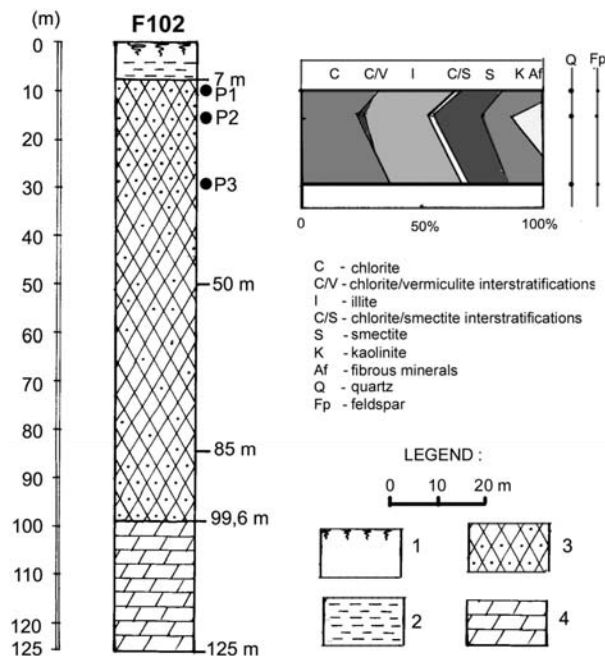 (m)
F102
0
10
20
30
40
50
60
70
80
90
100
110
120
125
7 m
P1
P2
P3
50 m
85 m
99,6 m
125 m
C C/V I C/S S K Af Q Fp
0 50% 100%
C - chlorite
C/V - chlorite/vermiculite interstratifications
I - illite
C/S - chlorite/smectite interstratifications
S - smectite
K - kaolinite
Af - fibrous minerals
Q - quartz
Fp - feldspar
LEGEND :
0 10 20 m
1
3
2
4